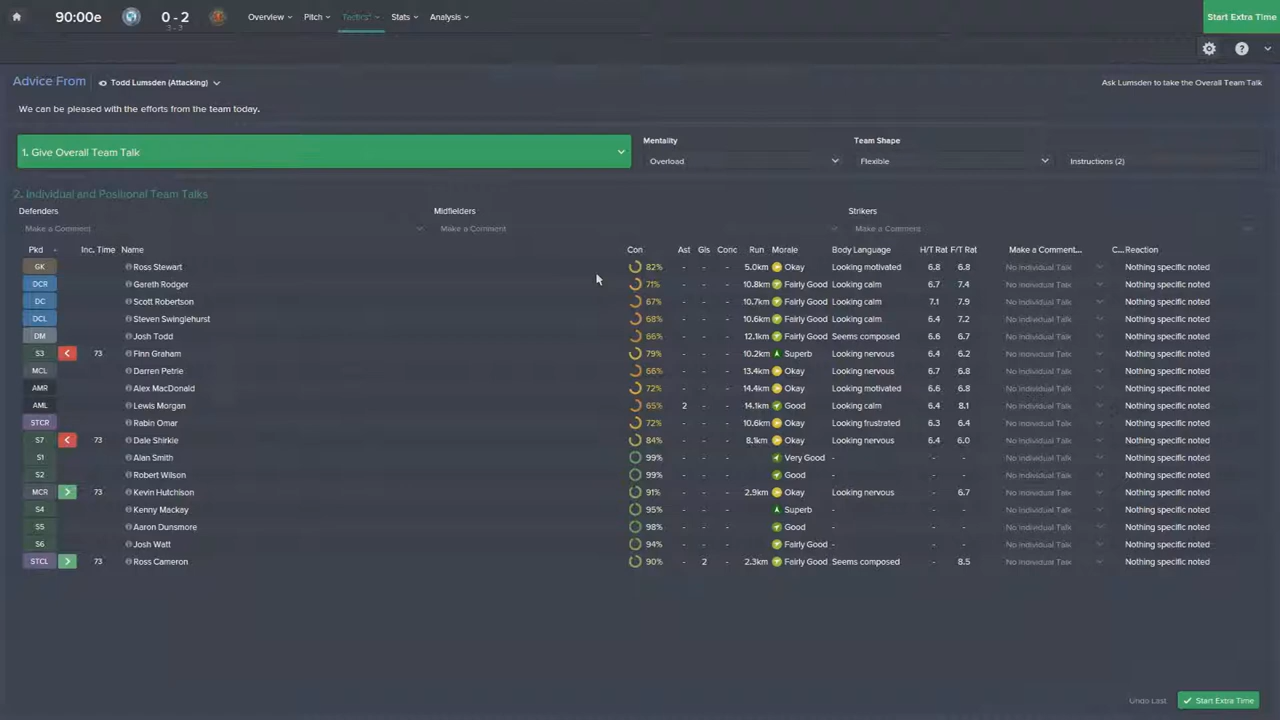 90:00e 0 - 2 Overview Pitch Tactics* Stats Analysis Start Extra Time
3 - 3
Advice From Todd Lumsden (Attacking) Ask Lumsden to take the Overall Team Talk
We can be pleased with the efforts from the team today.
Mentality Team Shape
1. Give Overall Team Talk Overload Flexible Instructions (2)
2. Individual and Positional Team Talks
Defenders Midfielders Strikers
Make a Comment Make a Comment Make a Comment
Pkd Inc. Time Name Con Ast Gls Conc Run Morale Body Language H/T Rat F/T Rat Make a Comment... C... Reaction
GK Ross Stewart 82% - - - 5.0km Okay Looking motivated 6.8 6.8 No Individual Talk Nothing specific noted
DCR Gareth Rodger 71% - - - 10.8km Fairly Good Looking calm 6.7 7.4 No Individual Talk Nothing specific noted
DC Scott Robertson 67% - - - 10.7km Fairly Good Looking calm 7.1 7.9 No Individual Talk Nothing specific noted
DCL Steven Swinglehurst 68% - - - 10.6km Fairly Good Looking calm 6.4 7.2 No Individual Talk Nothing specific noted
DM Josh Todd 66% - - - 12.1km Fairly Good Seems composed 6.6 6.7 No Individual Talk Nothing specific noted
S3 73 Finn Graham 79% - - - 10.2km Superb Looking nervous 6.4 6.2 No Individual Talk Nothing specific noted
MCL Darren Petrie 66% - - - 13.4km Okay Looking nervous 6.7 6.8 No Individual Talk Nothing specific noted
AMR Alex MacDonald 72% - - - 14.4km Okay Looking motivated 6.6 6.8 No Individual Talk Nothing specific noted
AML Lewis Morgan 65% 2 - - 14.1km Good Looking calm 6.4 8.1 No Individual Talk Nothing specific noted
STCR Rabin Omar 72% - - - 10.6km Okay Looking frustrated 6.3 6.4 No Individual Talk Nothing specific noted
S7 73 Dale Shirkie 84% - - - 8.1km Okay Looking nervous 6.4 6.0 No Individual Talk Nothing specific noted
S1 Alan Smith 99% - - - Very Good - - - No Individual Talk Nothing specific noted
S2 Robert Wilson 99% - - - Good - - - No Individual Talk Nothing specific noted
MCR 73 Kevin Hutchison 91% - - - 2.9km Okay Looking nervous - 6.7 No Individual Talk Nothing specific noted
S4 Kenny Mackay 95% - - - Superb - - - No Individual Talk Nothing specific noted
S5 Aaron Dunsmore 98% - - - Good - - - No Individual Talk Nothing specific noted
S6 Josh Watt 94% - - - Fairly Good - - - No Individual Talk Nothing specific noted
STCL 73 Ross Cameron 90% - 2 - 2.3km Fairly Good Seems composed - 8.5 No Individual Talk Nothing specific noted
Undo Last Start Extra Time